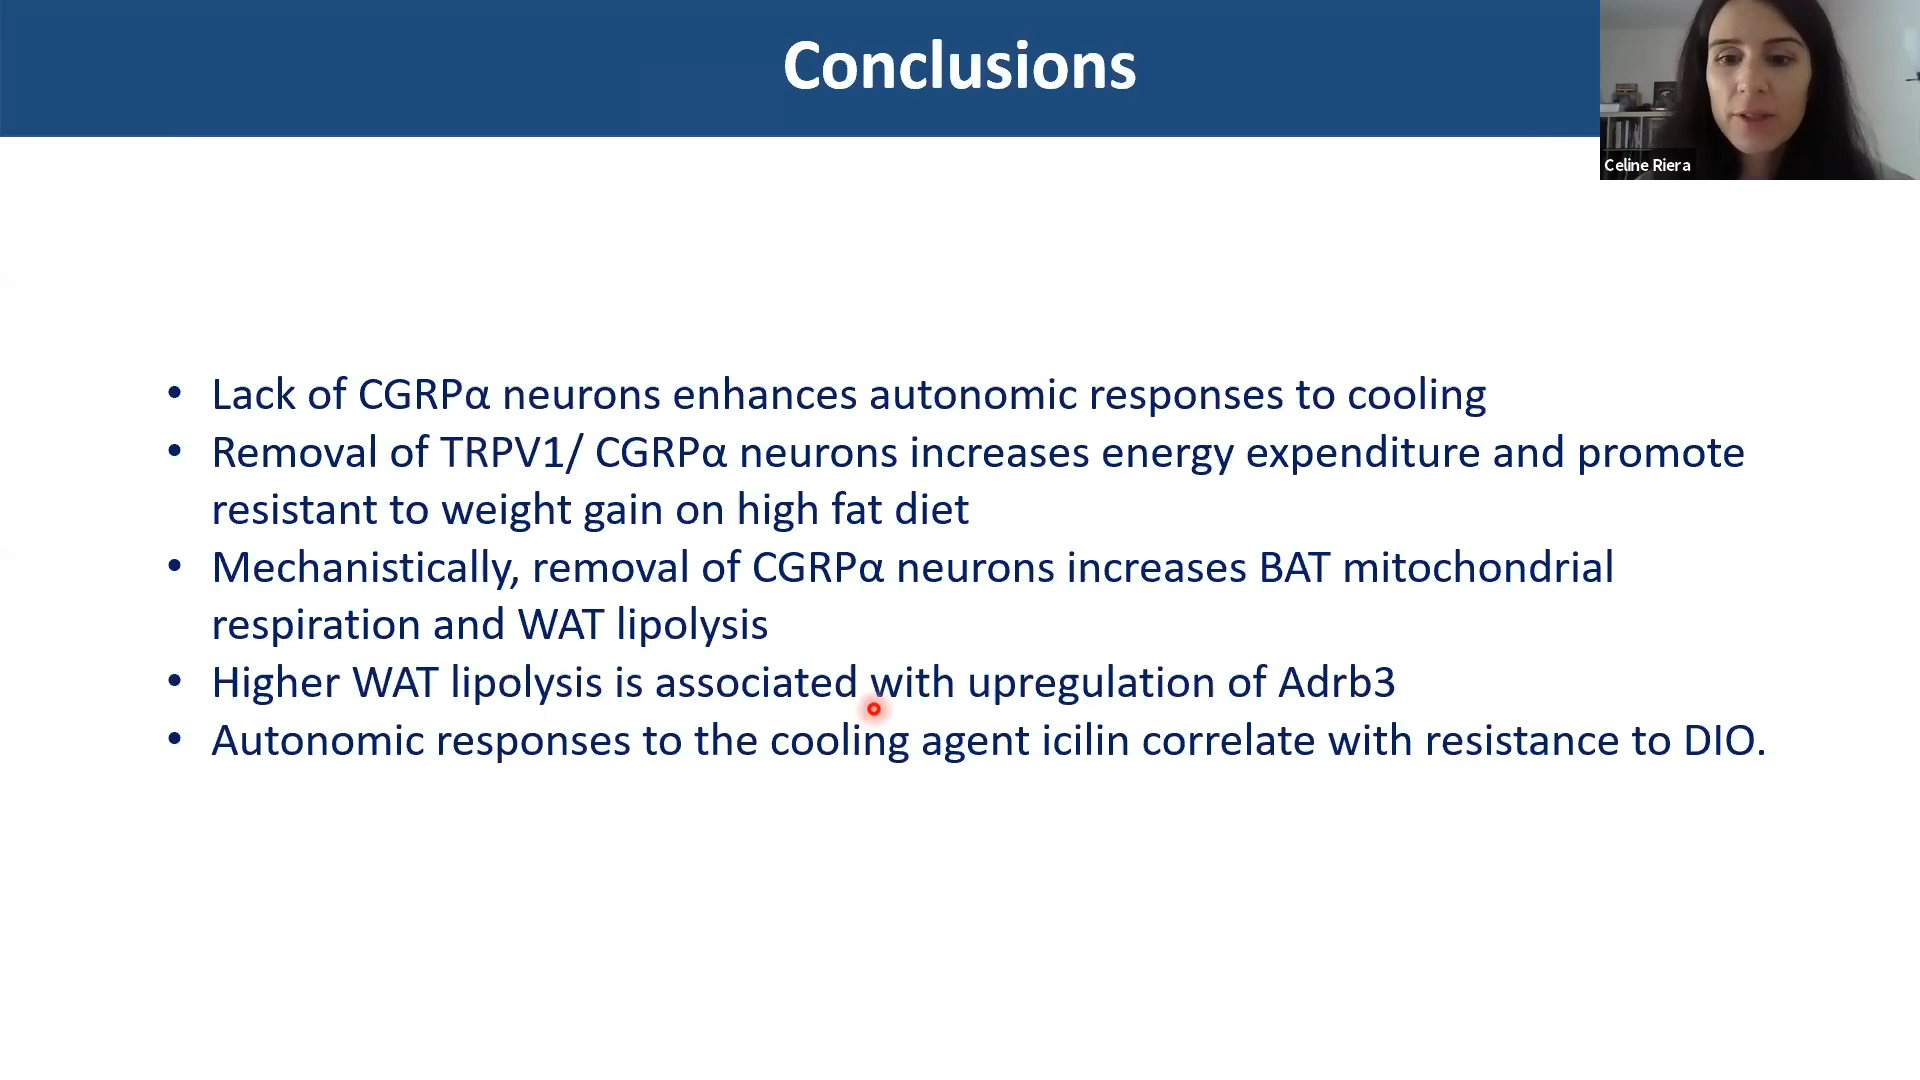 Conclusions
Celine Riera
• Lack of CGRPα neurons enhances autonomic responses to cooling
• Removal of TRPV1/ CGRPα neurons increases energy expenditure and promote
resistant to weight gain on high fat diet
• Mechanistically, removal of CGRPα neurons increases BAT mitochondrial
respiration and WAT lipolysis
• Higher WAT lipolysis is associated with upregulation of Adrb3
• Autonomic responses to the cooling agent icilin correlate with resistance to DIO.